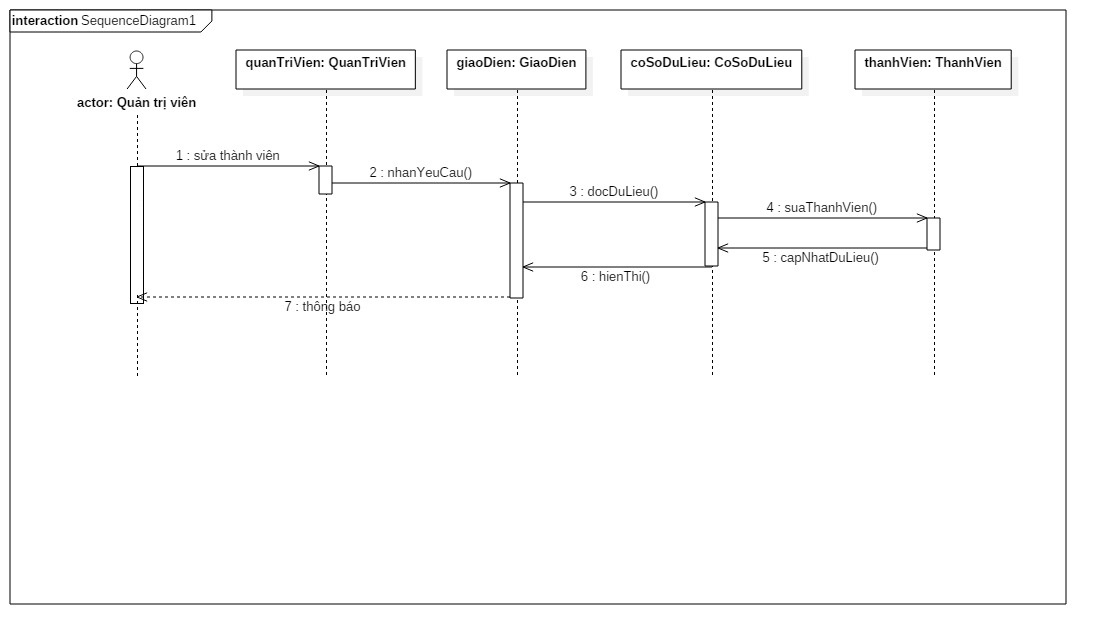 interaction SequenceDiagram1
quanTriVien: QuanTriVien
giaoDien: GiaoDien
coSoDuLieu: CoSoDuLieu
thanhVien: ThanhVien
actor: Quản trị viên
1 : sửa thành viên
2 : nhanYeuCau()
3 : docDuLieu()
4 : suaThanhVien()
5 : capNhatDuLieu()
6 : hienThi()
7 : thông báo